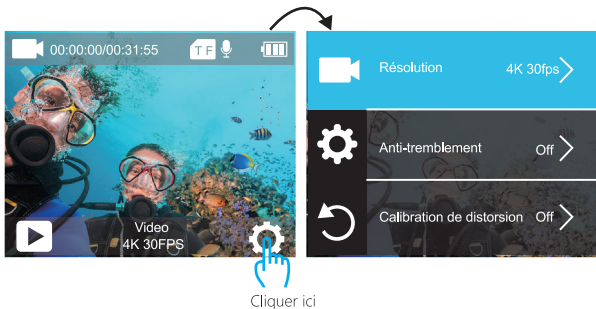 00:00:00/00:31:55
TF
Video
4K 30FPS
Cliquer ici
Résolution 4K 30fps
Anti-tremblement Off
Calibration de distorsion Off